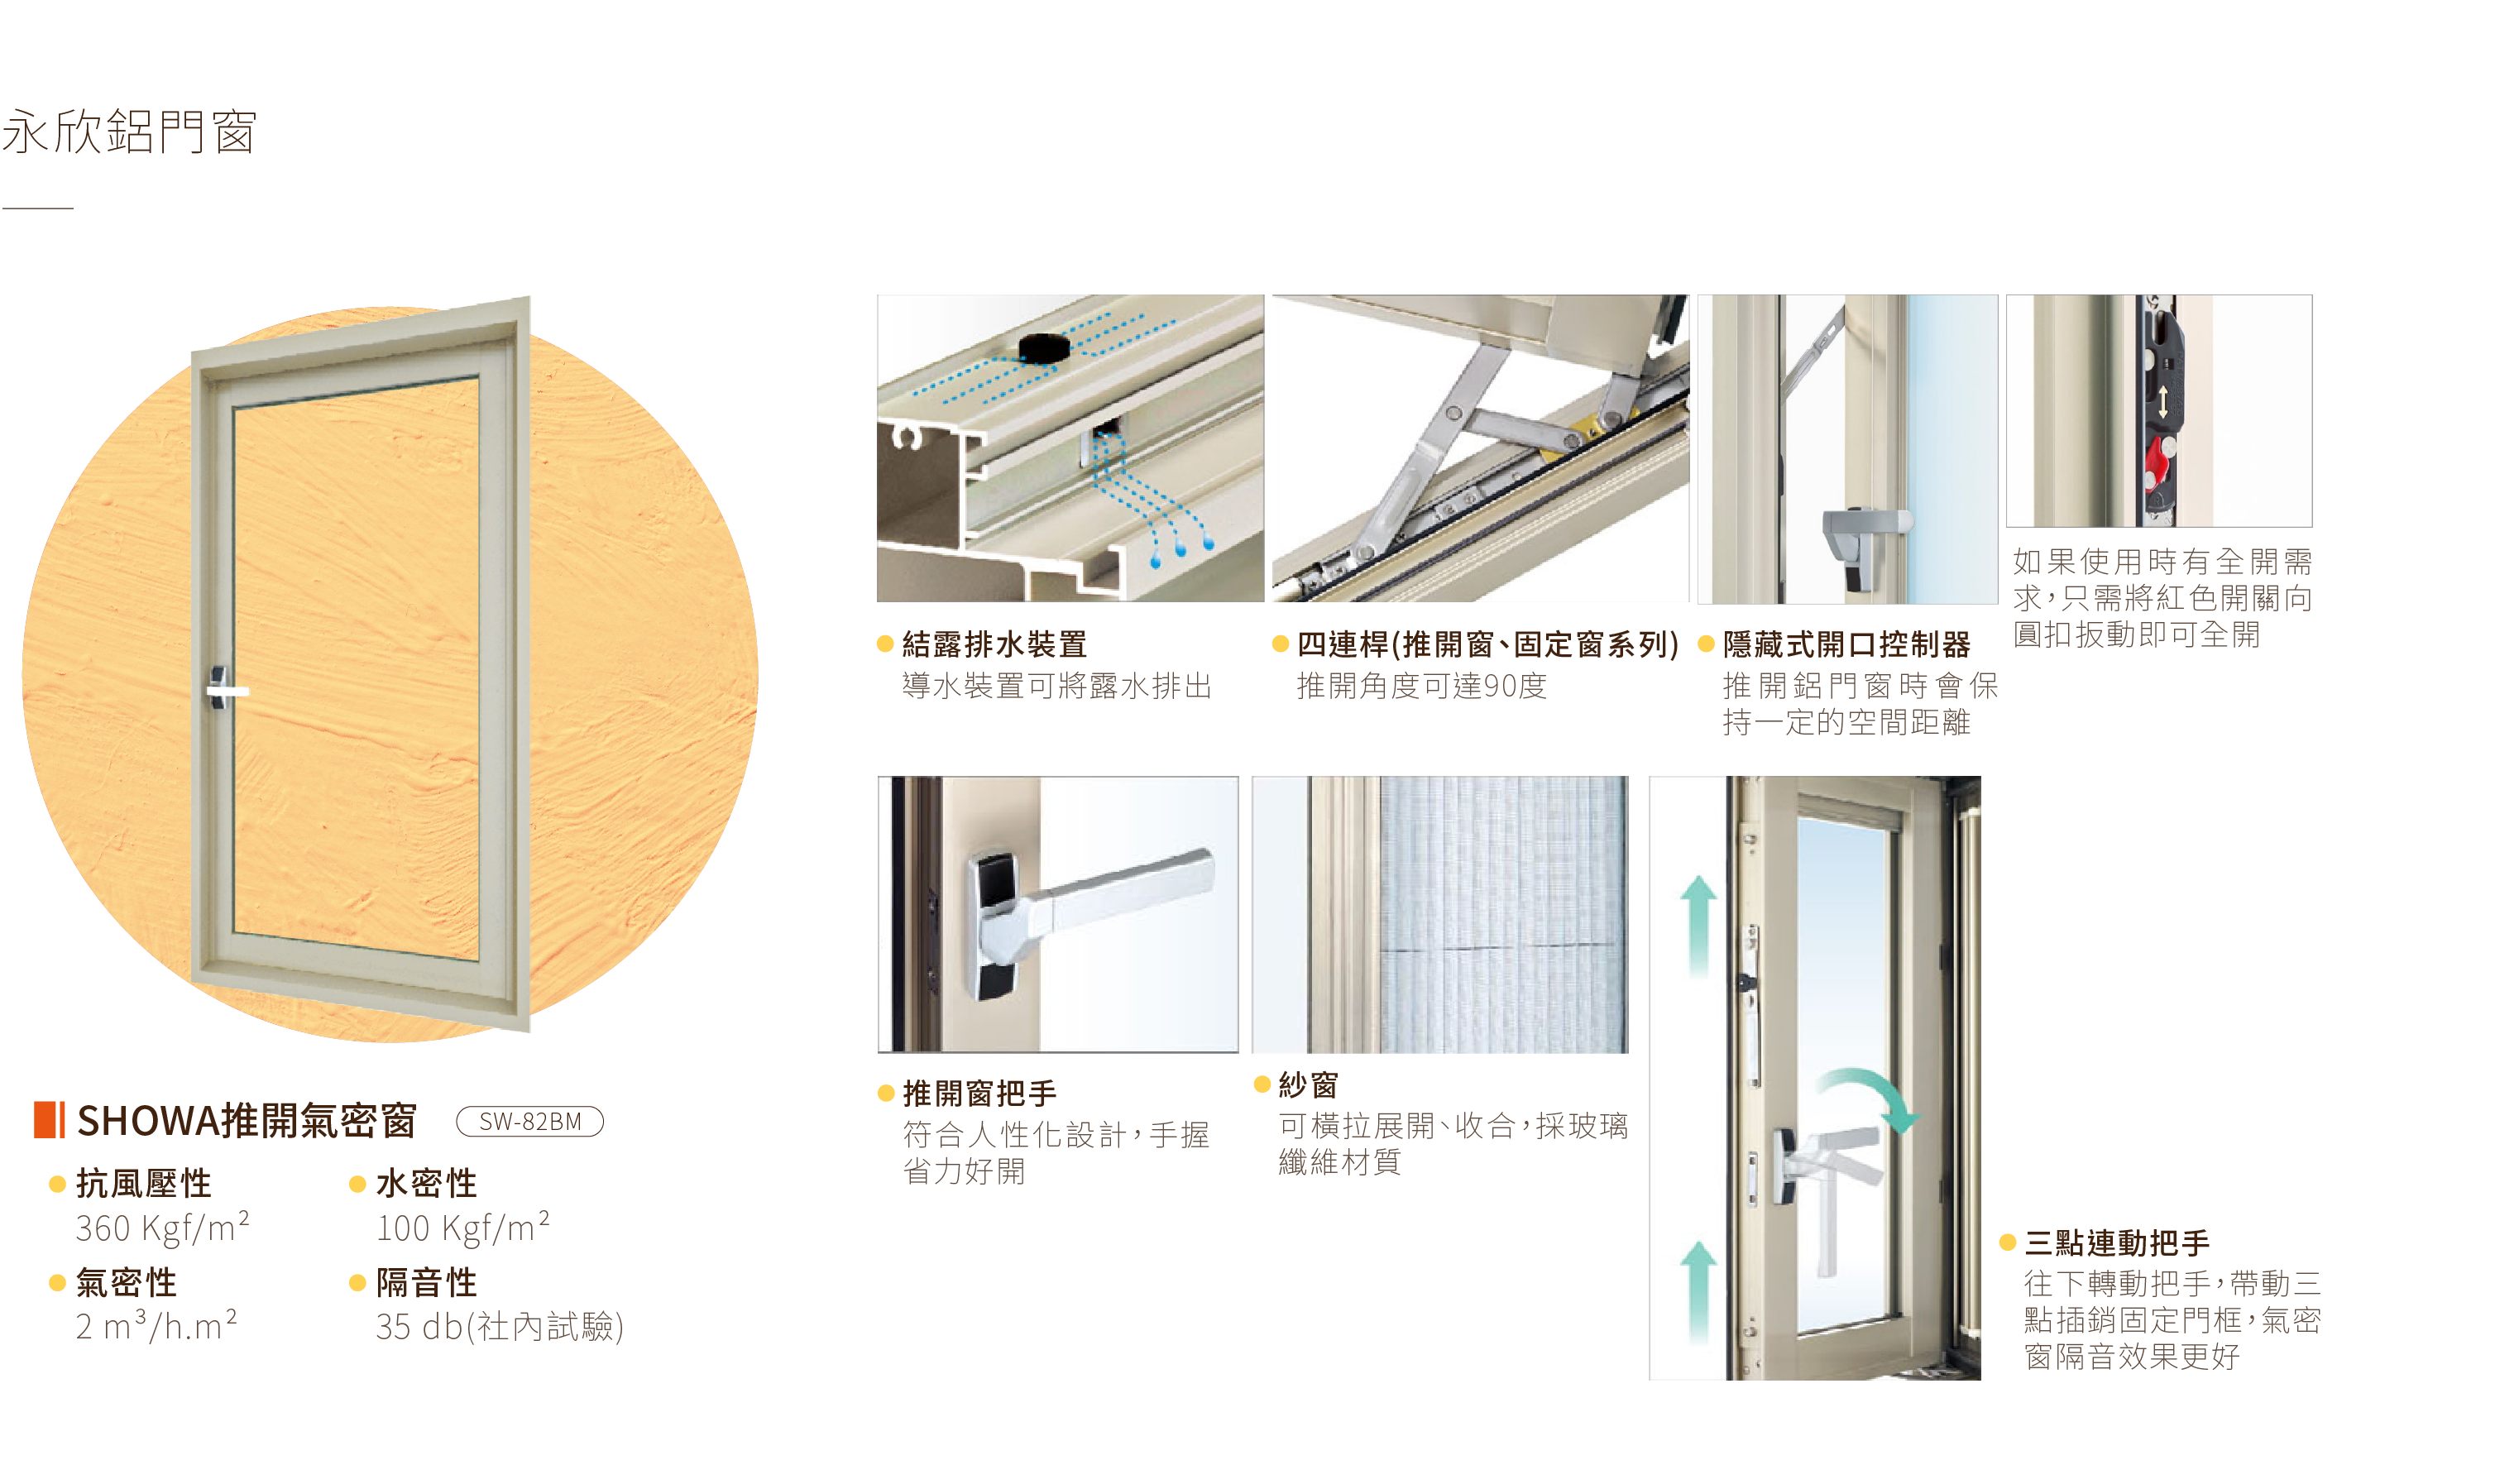 永欣鋁門窗
SHOWA推開氣密窗 SW-82BM
抗風壓性
360 Kgf/m²
水密性
100 Kgf/m²
氣密性
2 m³/h.m²
隔音性
35 db(社內試驗)
結露排水裝置
導水裝置可將露水排出
四連桿(推開窗、固定窗系列)
推開角度可達90度
隱藏式開口控制器
推開鋁門窗時會保
持一定的空間距離
如果使用時有全開需
求，只需將紅色開關向
圓扣扳動即可全開
推開窗把手
符合人性化設計，手握
省力好開
紗窗
可橫拉展開、收合，採玻璃
纖維材質
三點連動把手
往下轉動把手，帶動三
點插銷固定門框，氣密
窗隔音效果更好